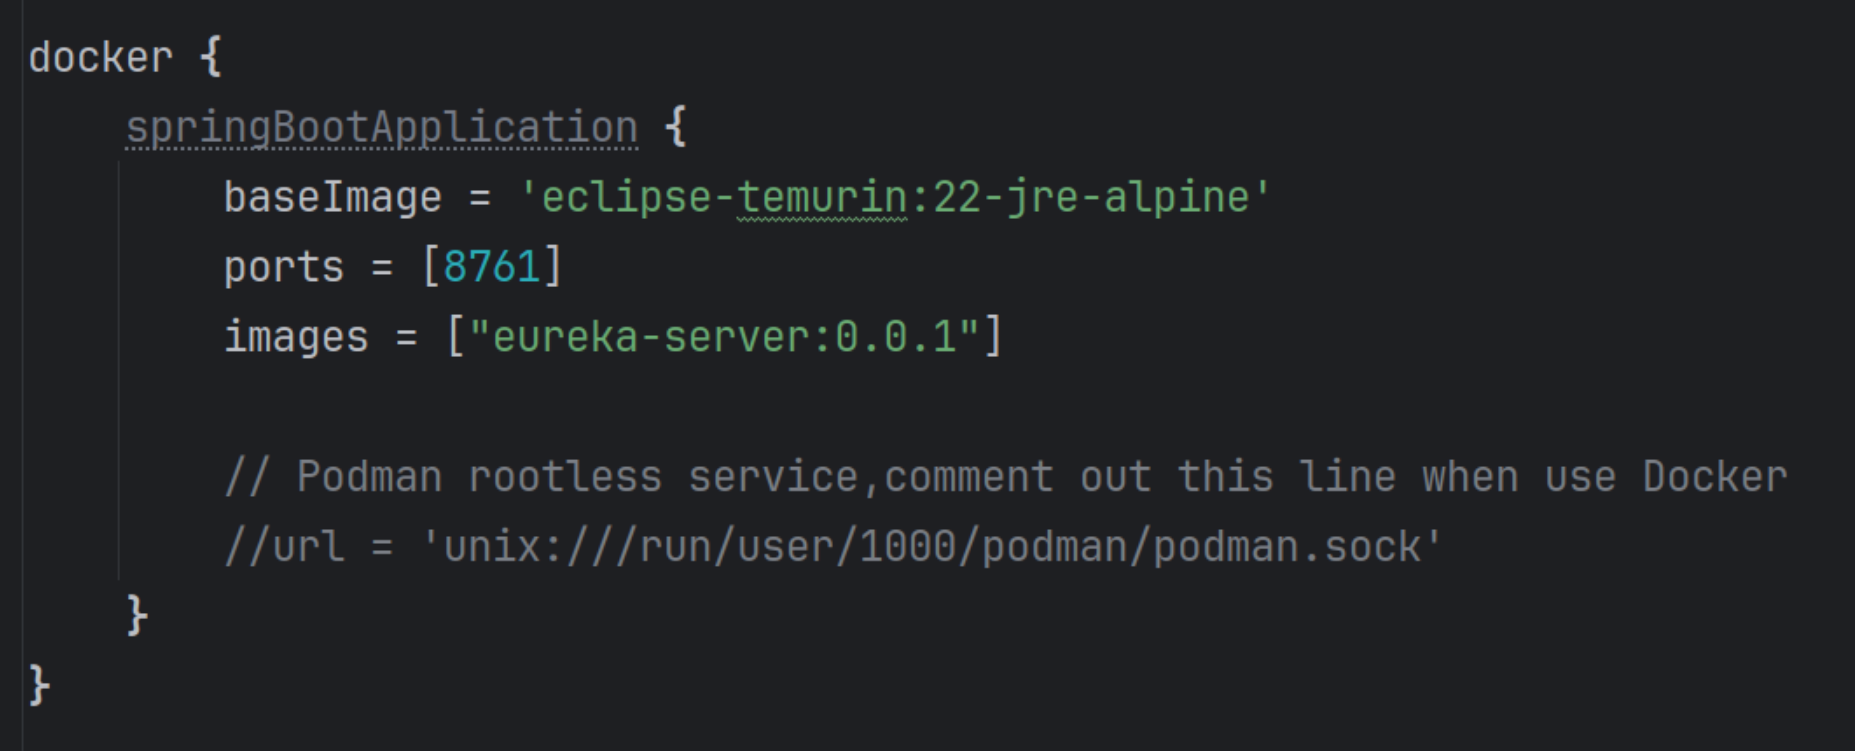 docker {
    springBootApplication {
        baseImage = 'eclipse-temurin:22-jre-alpine'
        ports = [8761]
        images = ["eureka-server:0.0.1"]

        // Podman rootless service,comment out this line when use Docker
        //url = 'unix:///run/user/1000/podman/podman.sock'
    }
}